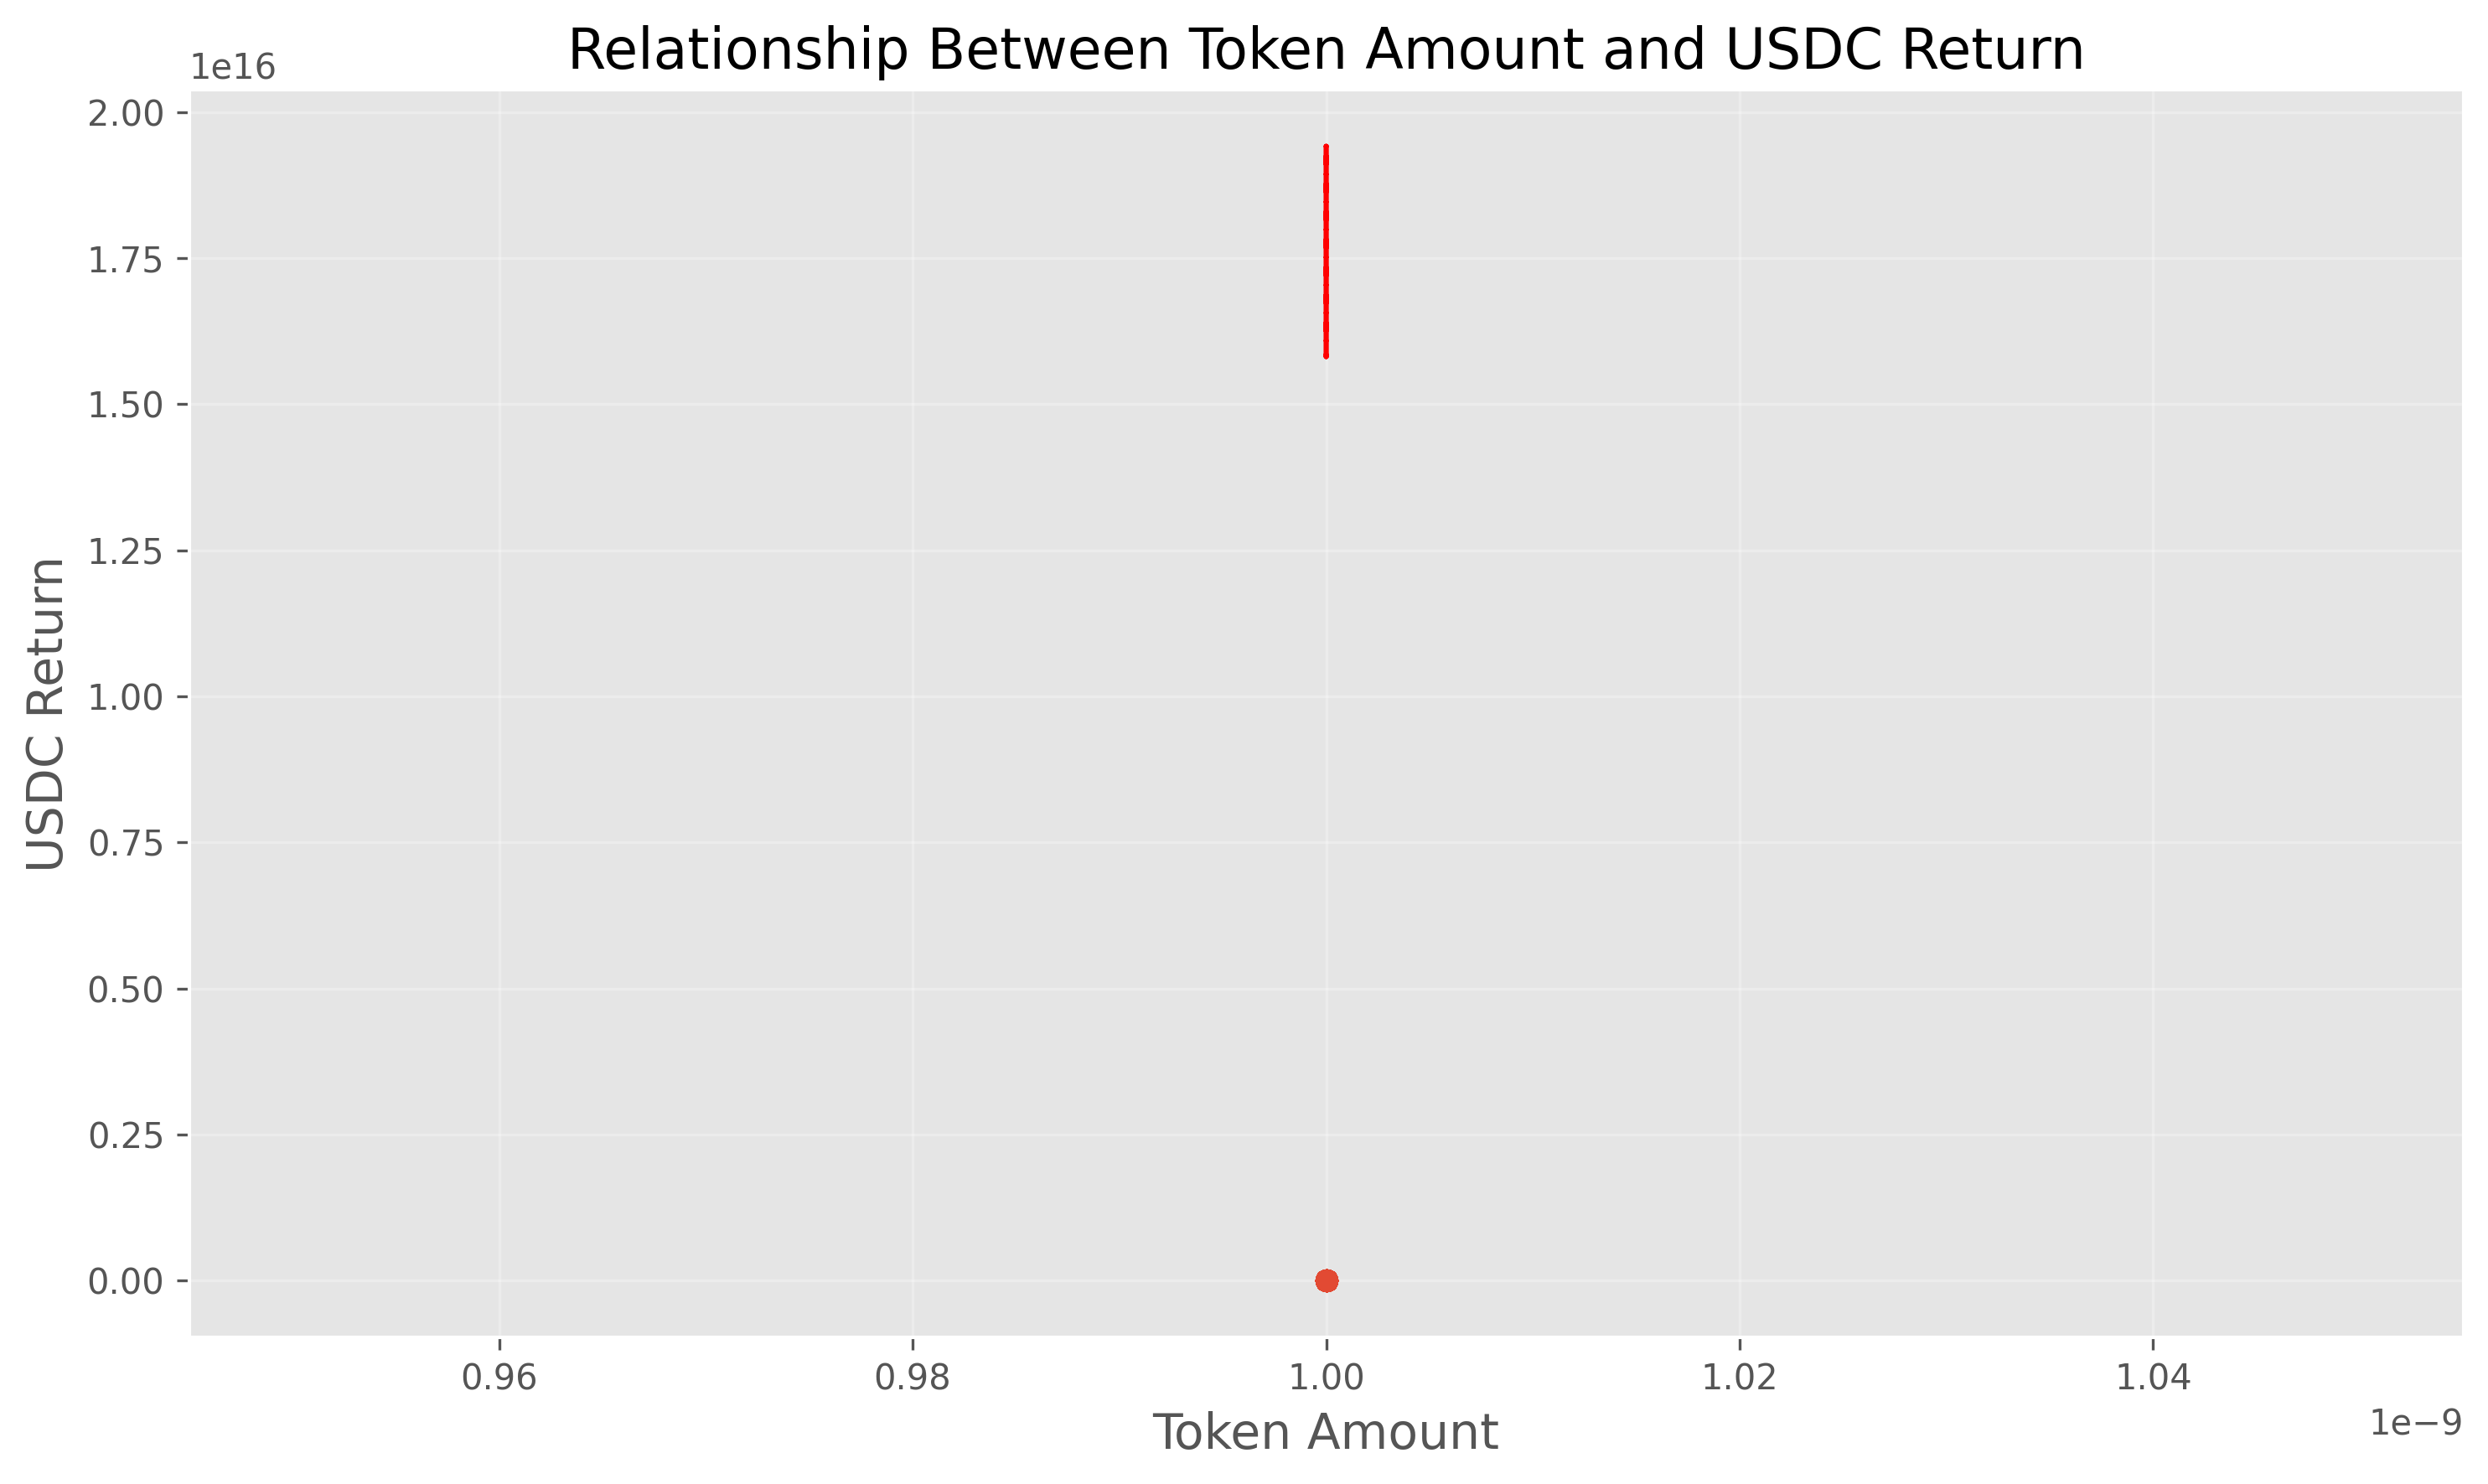 Relationship Between Token Amount and USDC Return
1e16
2.00
1.75
1.50
1.25
1.00
0.75
0.50
0.25
0.00
USDC Return
0.96 0.98 1.00 1.02 1.04
1e−9
Token Amount